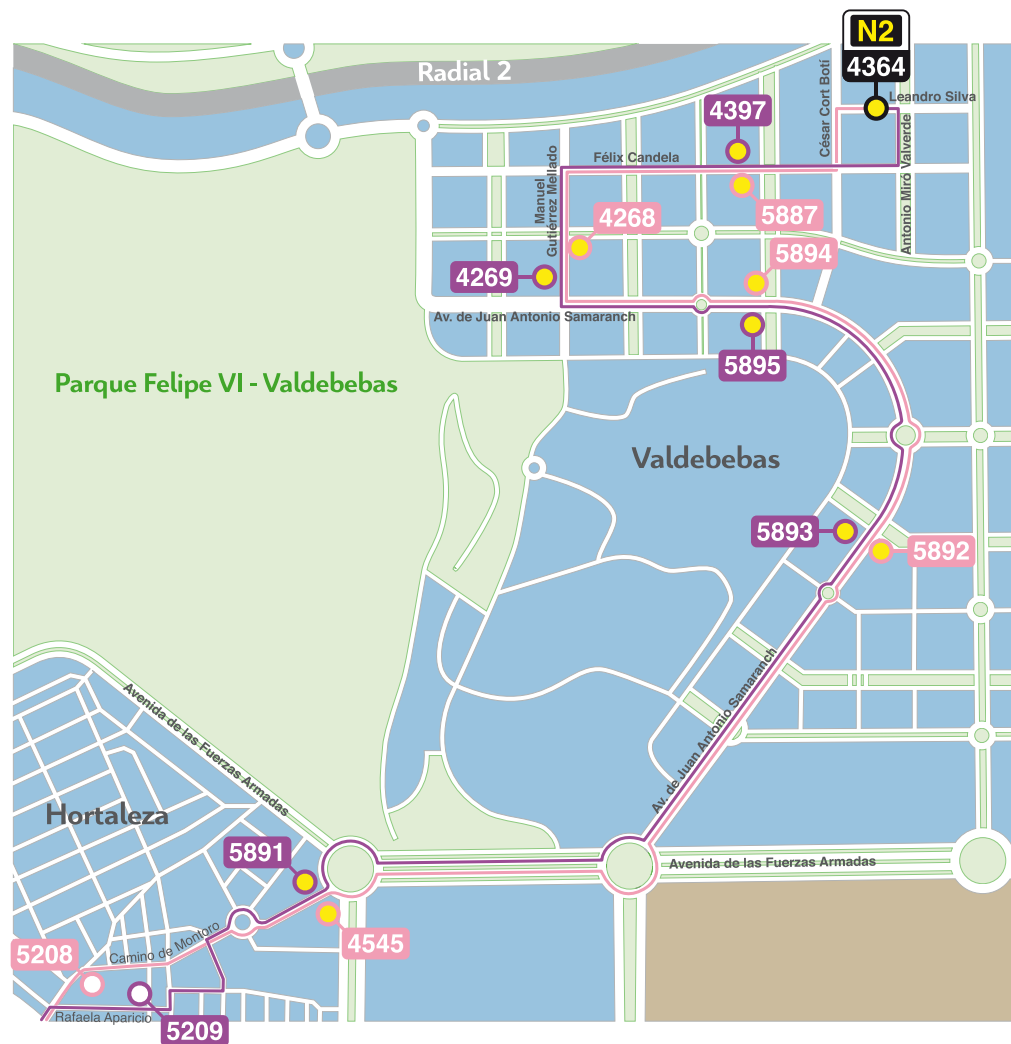 N2
4364
Radial 2
Leandro Silva
César Cort Botí
4397
Félix Candela
Antonio Miró Valverde
Manuel
Gutiérrez Mellado
4268
5887
5894
4269
Av. de Juan Antonio Samaranch
5895
Parque Felipe VI - Valdebebas
Valdebebas
5893
5892
Av. de Juan Antonio Samaranch
Avenida de las Fuerzas Armadas
Hortaleza
5891
Avenida de las Fuerzas Armadas
4545
Camino de Montoro
5208
Rafaela Aparicio
5209